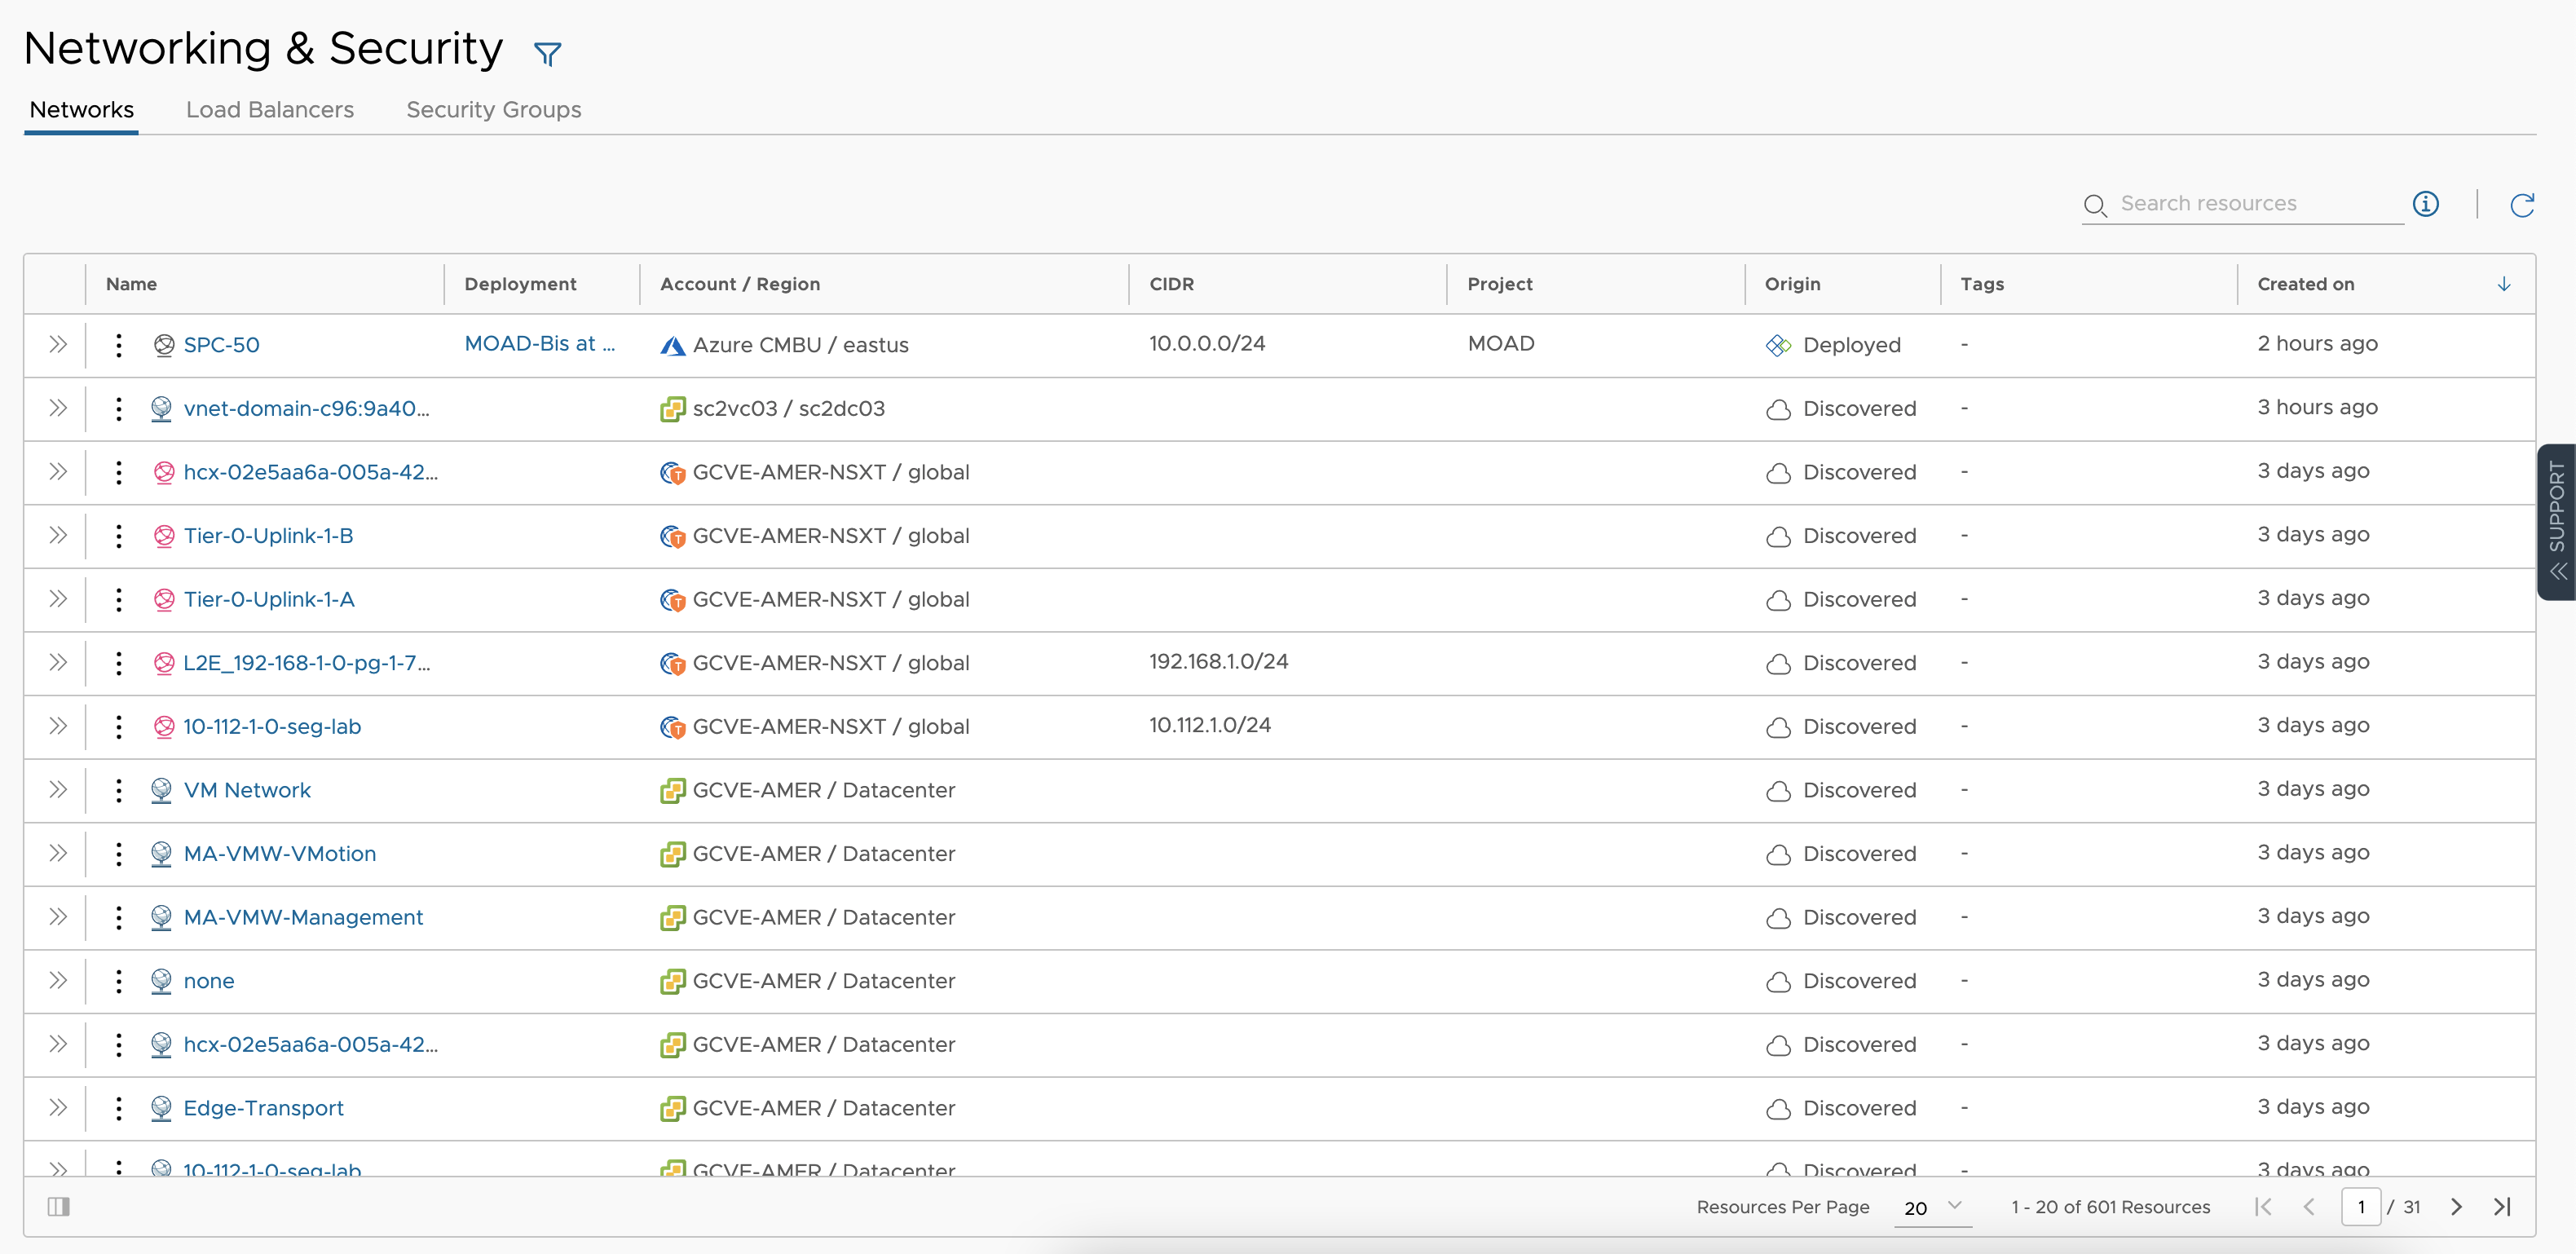 Networking & Security
Networks Load Balancers Security Groups
Search resources
Name Deployment Account / Region CIDR Project Origin Tags Created on
SPC-50 MOAD-Bis at ... Azure CMBU / eastus 10.0.0.0/24 MOAD Deployed - 2 hours ago
vnet-domain-c96:9a40... sc2vc03 / sc2dc03 Discovered - 3 hours ago
hcx-02e5aa6a-005a-42... GCVE-AMER-NSXT / global Discovered - 3 days ago
Tier-0-Uplink-1-B GCVE-AMER-NSXT / global Discovered - 3 days ago
Tier-0-Uplink-1-A GCVE-AMER-NSXT / global Discovered - 3 days ago
L2E_192-168-1-0-pg-1-7... GCVE-AMER-NSXT / global 192.168.1.0/24 Discovered - 3 days ago
10-112-1-0-seg-lab GCVE-AMER-NSXT / global 10.112.1.0/24 Discovered - 3 days ago
VM Network GCVE-AMER / Datacenter Discovered - 3 days ago
MA-VMW-VMotion GCVE-AMER / Datacenter Discovered - 3 days ago
MA-VMW-Management GCVE-AMER / Datacenter Discovered - 3 days ago
none GCVE-AMER / Datacenter Discovered - 3 days ago
hcx-02e5aa6a-005a-42... GCVE-AMER / Datacenter Discovered - 3 days ago
Edge-Transport GCVE-AMER / Datacenter Discovered - 3 days ago
10-112-1-0-seg-lab GCVE-AMER / Datacenter Discovered - 3 days ago
Resources Per Page 20 1 - 20 of 601 Resources 1 / 31
SUPPORT